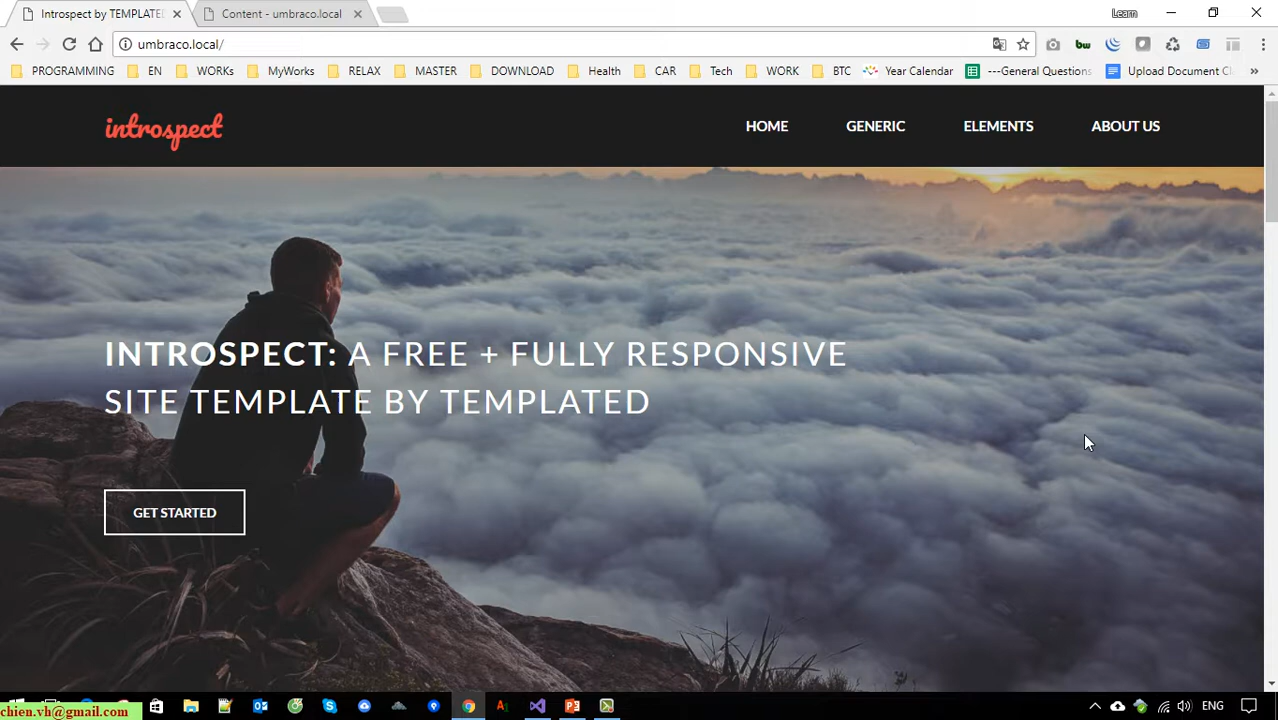 Introspect by TEMPLATE
Content - umbraco.local
Learn
umbraco.local/
PROGRAMMING
EN
WORKs
MyWorks
RELAX
MASTER
DOWNLOAD
Health
CAR
Tech
WORK
BTC
Year Calendar
---General Questions
Upload Document
»
introspect
HOME
GENERIC
ELEMENTS
ABOUT US
INTROSPECT: A FREE + FULLY RESPONSIVE
SITE TEMPLATE BY TEMPLATED
GET STARTED
chien.vh@gmail.com
ENG